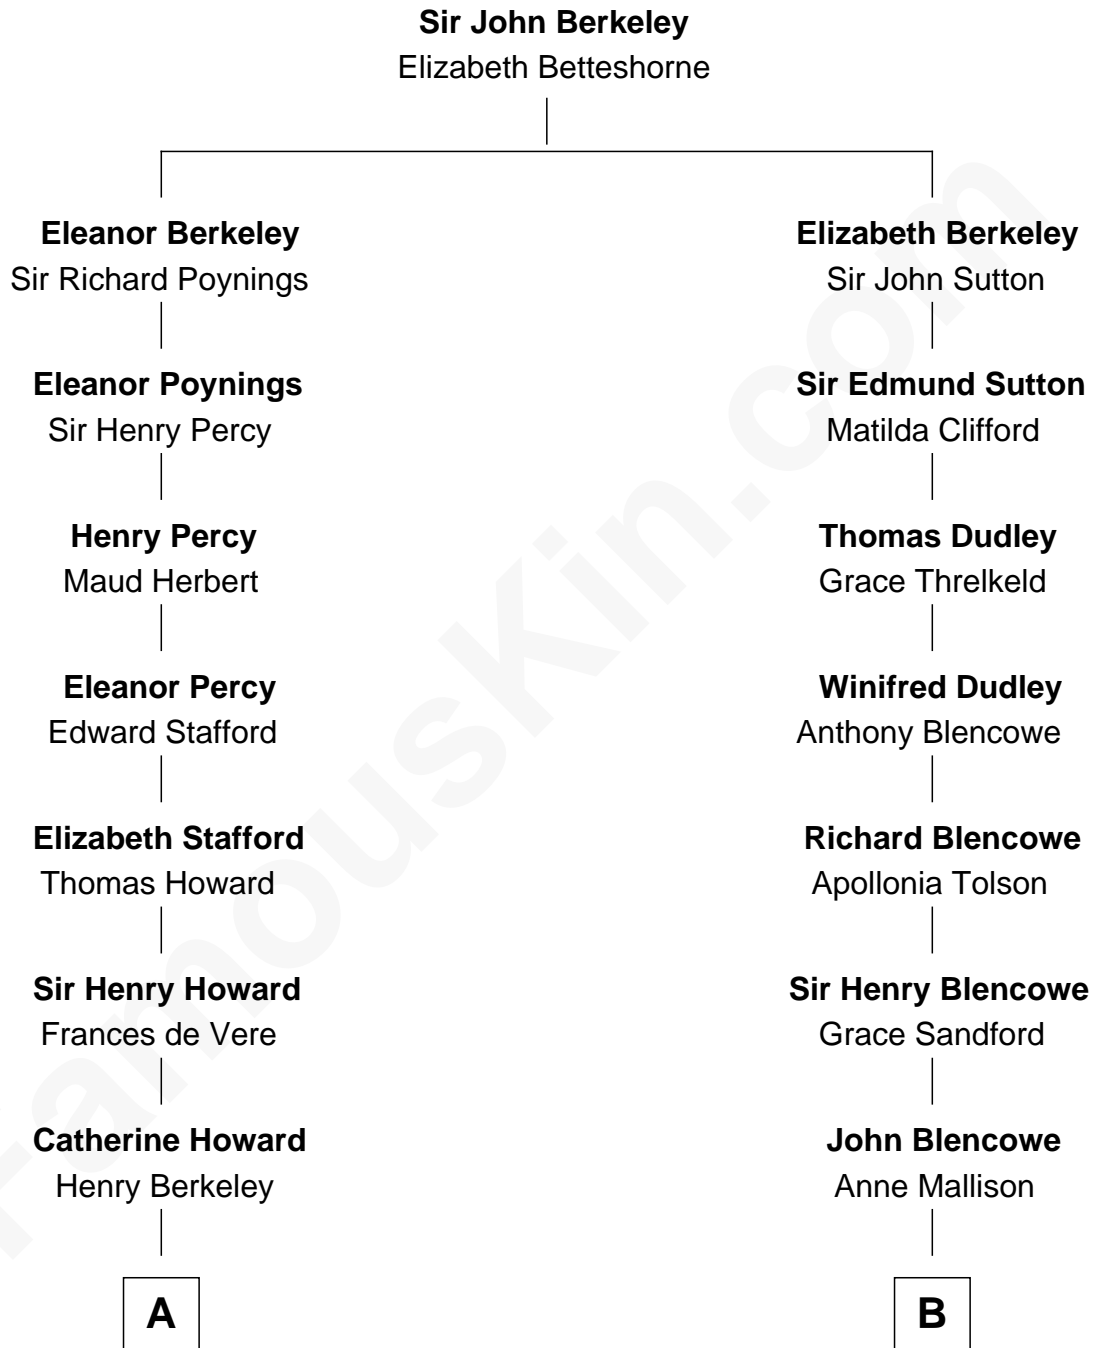 Sir John Berkeley
Elizabeth Betteshorne
Eleanor Berkeley
Sir Richard Poynings
Eleanor Poynings
Sir Henry Percy
Henry Percy
Maud Herbert
Eleanor Percy
Edward Stafford
Elizabeth Stafford
Thomas Howard
Sir Henry Howard
Frances de Vere
Catherine Howard
Henry Berkeley
A
Elizabeth Berkeley
Sir John Sutton
Sir Edmund Sutton
Matilda Clifford
Thomas Dudley
Grace Threlkeld
Winifred Dudley
Anthony Blencowe
Richard Blencowe
Apollonia Tolson
Sir Henry Blencowe
Grace Sandford
John Blencowe
Anne Mallison
B
FamousKin.com